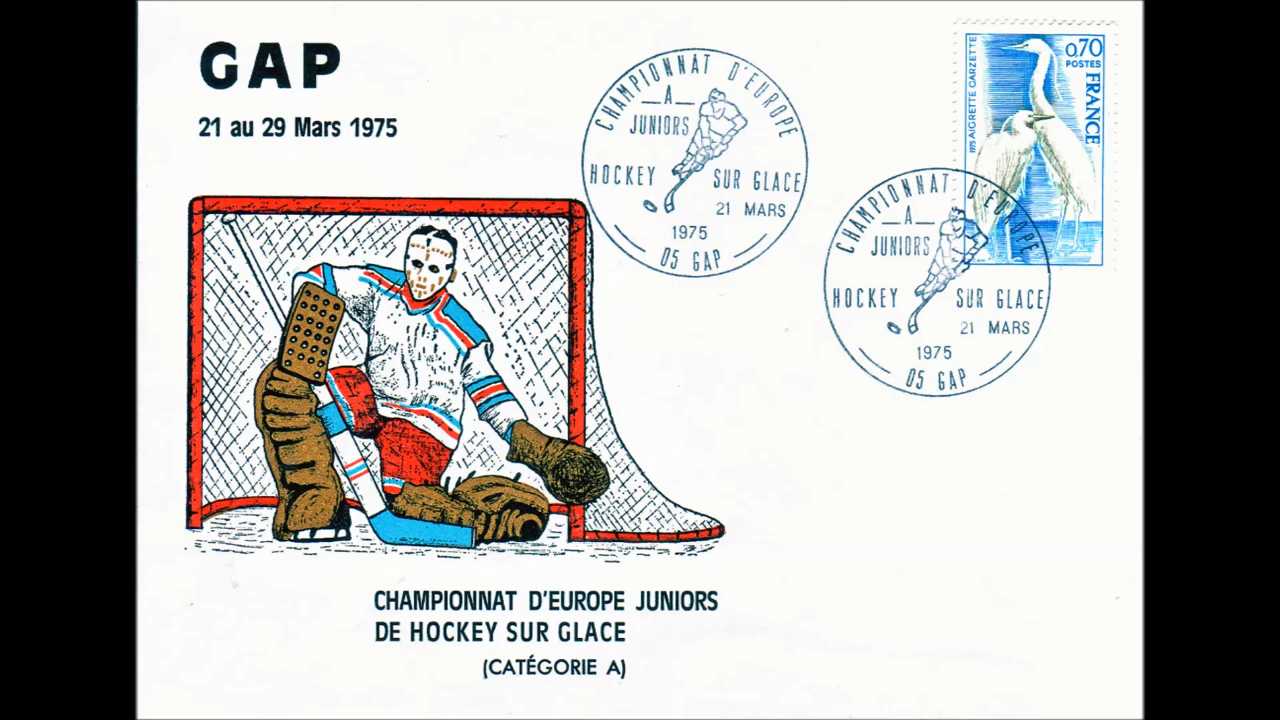 GAP
21 au 29 Mars 1975
CHAMPIONNAT D'EUROPE
A
JUNIORS
HOCKEY SUR GLACE
21 MARS
1975
05 GAP
0,70
POSTES
FRANCE
1975 AIGRETTE GARZETTE
CHAMPIONNAT D'EUROPE
A
JUNIORS
HOCKEY SUR GLACE
21 MARS
1975
05 GAP
CHAMPIONNAT D'EUROPE JUNIORS
DE HOCKEY SUR GLACE
(CATÉGORIE A)